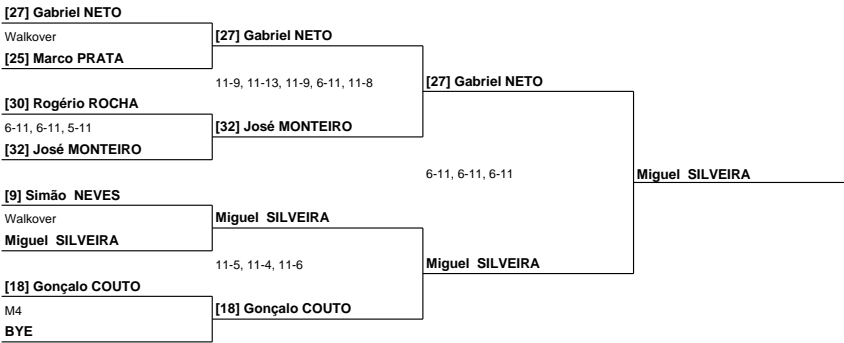 [27] Gabriel NETO
Walkover
[25] Marco PRATA
[27] Gabriel NETO
11-9, 11-13, 11-9, 6-11, 11-8
[30] Rogério ROCHA
6-11, 6-11, 5-11
[32] José MONTEIRO
[32] José MONTEIRO
[27] Gabriel NETO
6-11, 6-11, 6-11
Miguel SILVEIRA
[9] Simão NEVES
Walkover
Miguel SILVEIRA
Miguel SILVEIRA
11-5, 11-4, 11-6
Miguel SILVEIRA
[18] Gonçalo COUTO
M4
BYE
[18] Gonçalo COUTO